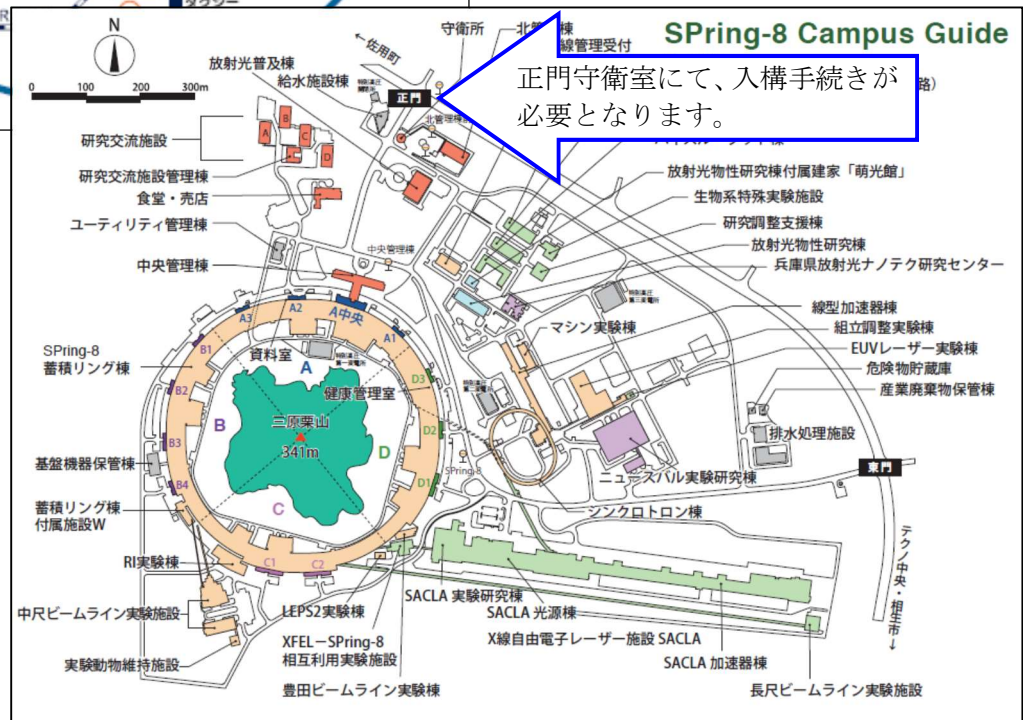 タクシー
SPring-8 Campus Guide
N
0 100 200 300m
守衛所
北管
棟
線管理受付
←佐用町
放射光普及棟
給水施設棟
正門
正門守衛室にて、入構手続きが
必要となります。
路)
北管理棟
研究交流施設
A
B
C
D
研究交流施設管理棟
食堂・売店
ユーティリティ管理棟
中央管理棟
中央管理棟
放射光物性研究棟付属建家「萌光館」
生物系特殊実験施設
研究調整支援棟
放射光物性研究棟
兵庫県放射光ナノテク研究センター
線型加速器棟
マシン実験棟
組立調整実験棟
EUVレーザー実験棟
危険物貯蔵庫
産業廃棄物保管棟
排水処理施設
東門
SPring-8
蓄積リング棟
A3
A2
A中央
A1
B1
B2
B3
B4
資料室
A
健康管理室
D3
D2
D1
B
三原栗山
341m
D
C
SPring-8
基盤機器保管棟
蓄積リング棟
付属施設W
RI実験棟
C1
C2
中尺ビームライン実験施設
実験動物維持施設
LEPS2実験棟
XFEL－SPring-8
相互利用実験施設
豊田ビームライン実験棟
ニュースバル実験研究棟
シンクロトロン棟
SACLA 実験研究棟
SACLA 光源棟
X線自由電子レーザー施設 SACLA
SACLA 加速器棟
長尺ビームライン実験施設
テクノ中央・相生市↓